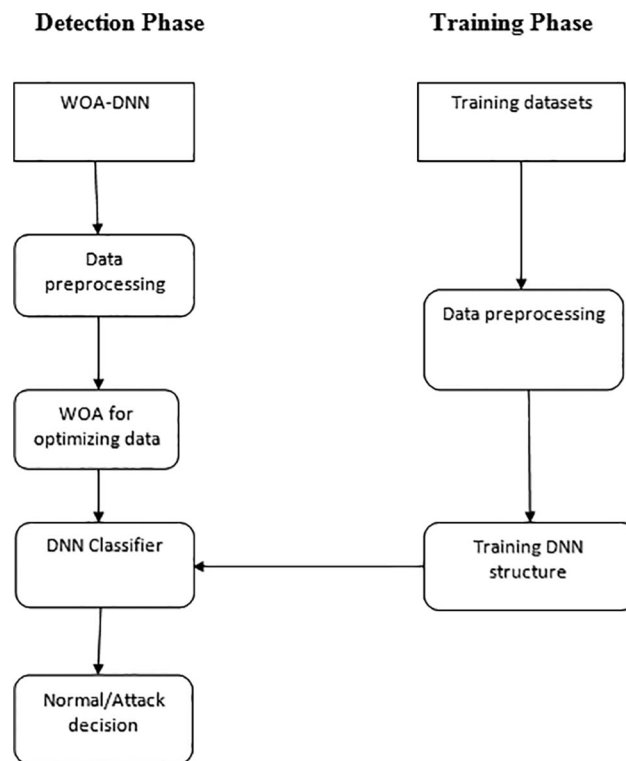 Detection Phase
Training Phase
WOA-DNN
Training datasets
Data
preprocessing
Data preprocessing
WOA for
optimizing data
DNN Classifier
Training DNN
structure
Normal/Attack
decision